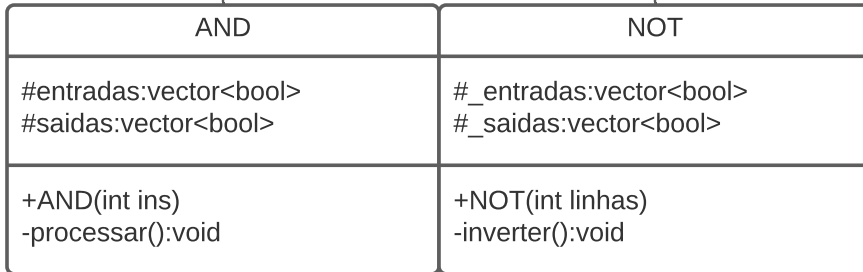 AND
#entradas:vector<bool>
#saidas:vector<bool>
+AND(int ins)
-processar():void
NOT
#_entradas:vector<bool>
#_saidas:vector<bool>
+NOT(int linhas)
-inverter():void